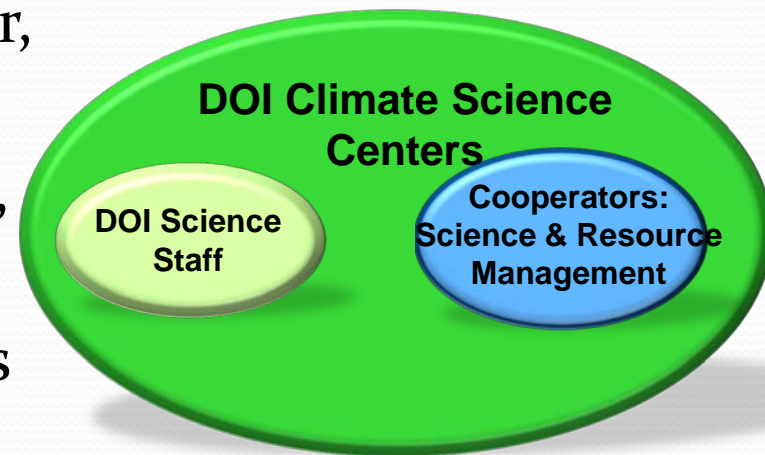 r,
DOI Climate Science
Centers
,
DOI Science
Staff
Cooperators:
Science & Resource
Management
s